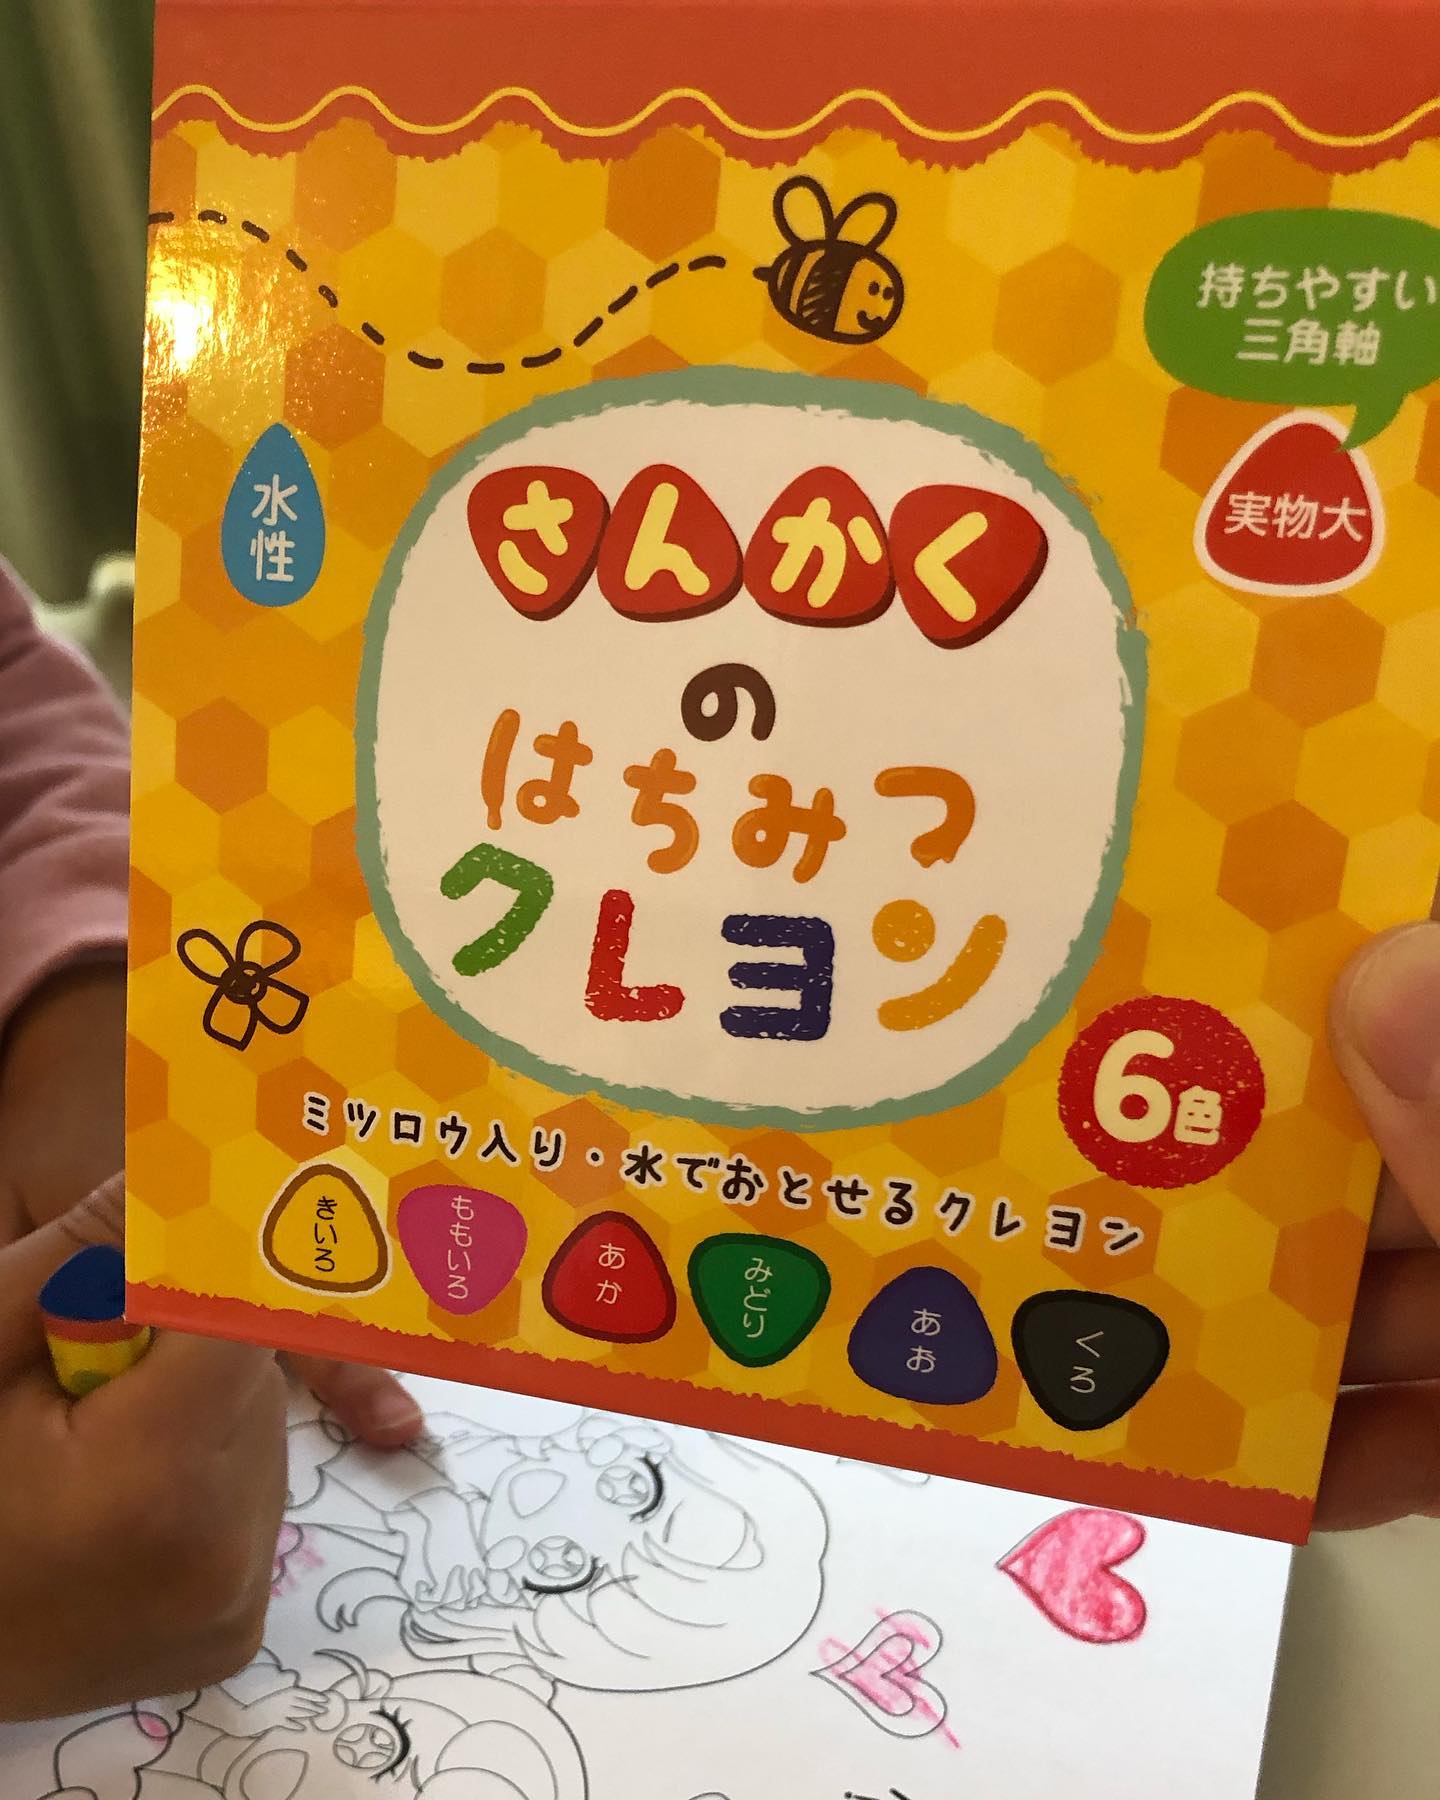 持ちやすい
三角軸
実物大
水性
さんかく
の
はちみつ
クレヨン
6色
ミツロウ入り・水でおとせるクレヨン
きいろ
ももいろ
あか
みどり
あお
くろ